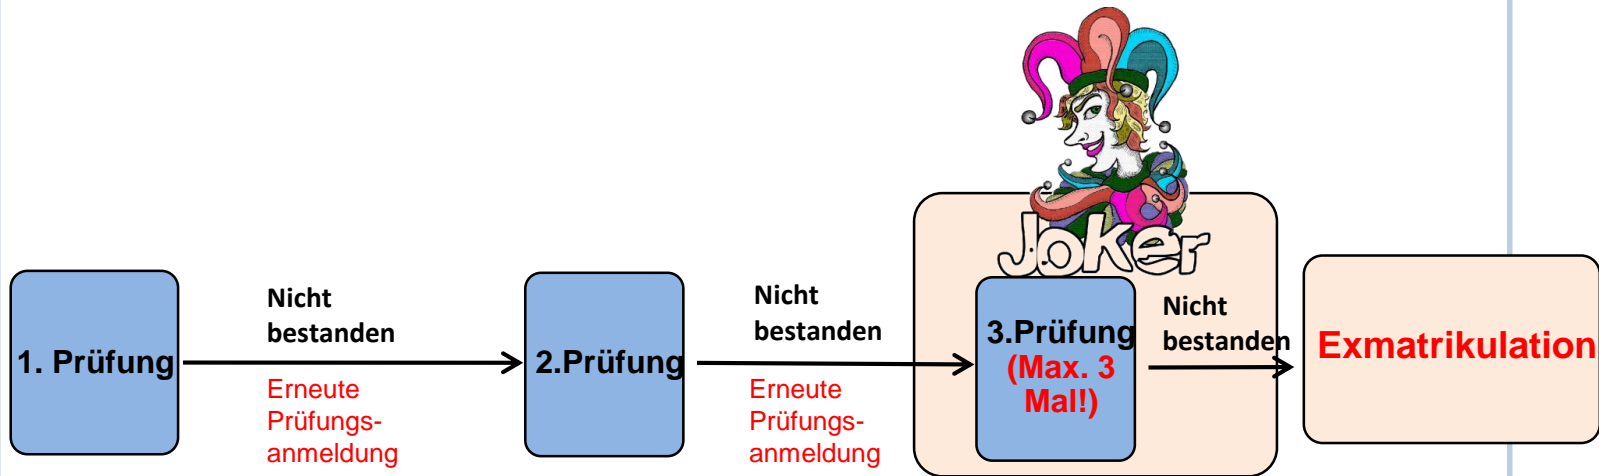 Joker
1. Prüfung
Nicht
bestanden
Erneute
Prüfungs-
anmeldung
2.Prüfung
Nicht
bestanden
Erneute
Prüfungs-
anmeldung
3.Prüfung
(Max. 3
Mal!)
Nicht
bestanden
Exmatrikulation